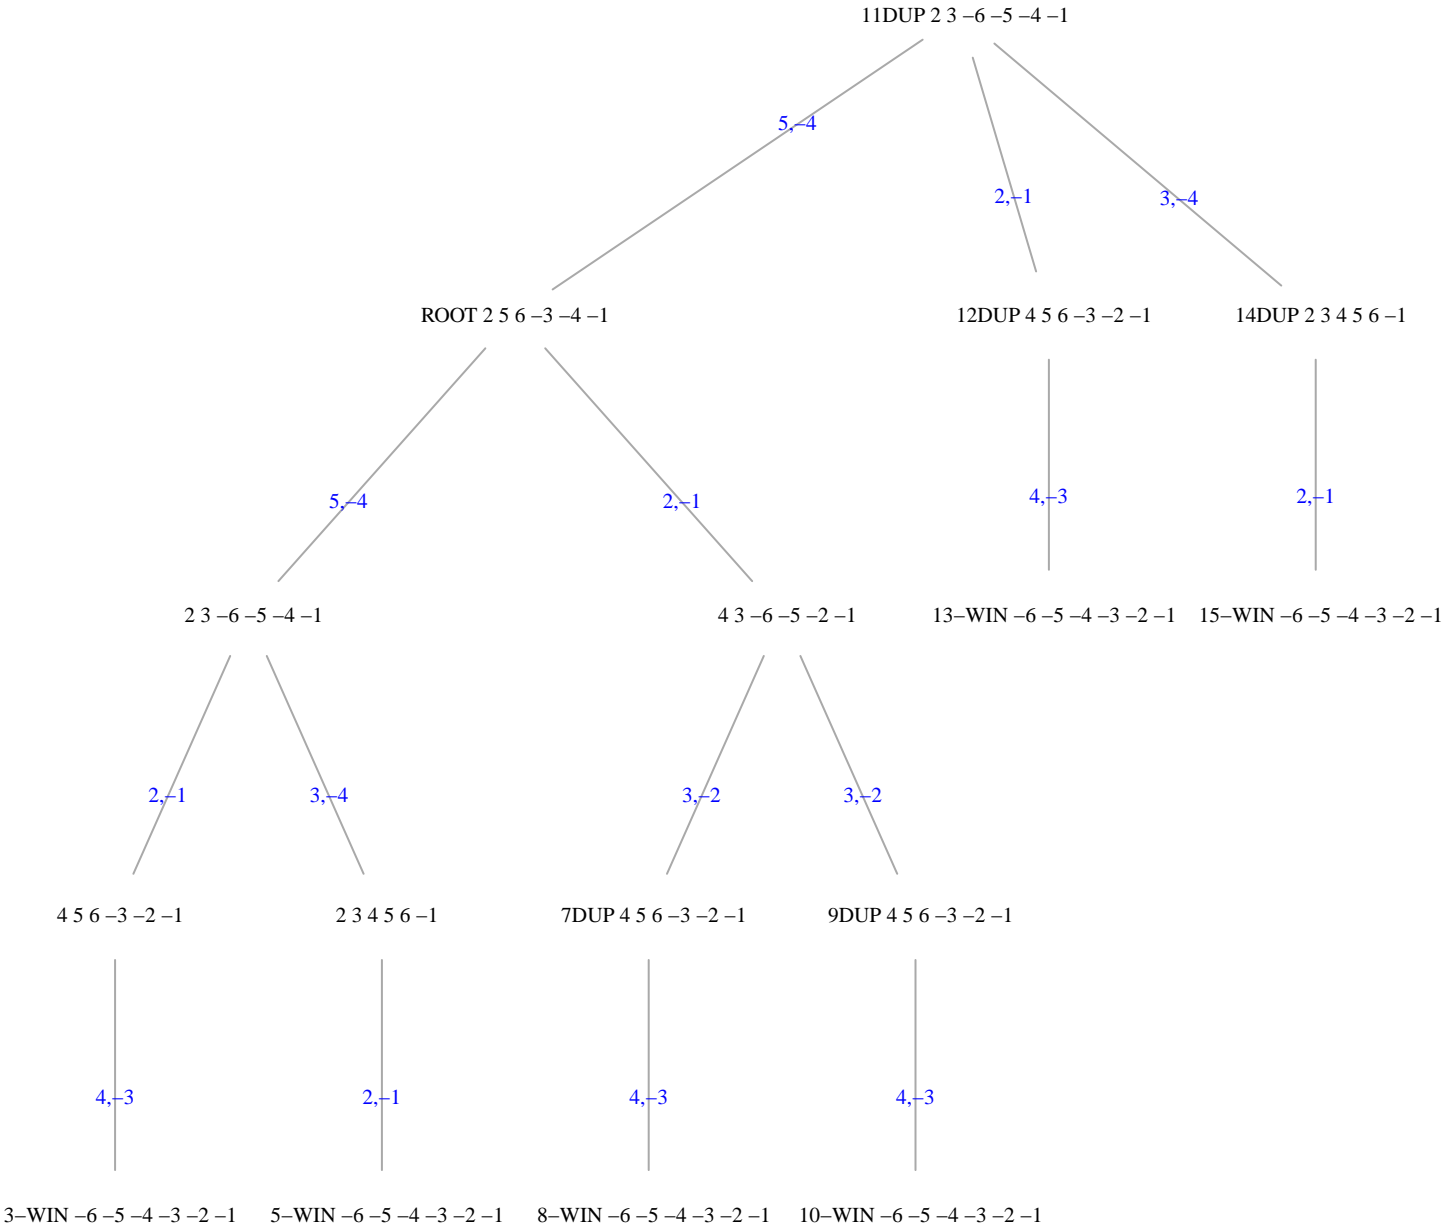 11DUP 2 3 –6 –5 –4 –1
5,–4
2,–1
3,–4
ROOT 2 5 6 –3 –4 –1
12DUP 4 5 6 –3 –2 –1
14DUP 2 3 4 5 6 –1
5,–4
2,–1
4,–3
2,–1
2 3 –6 –5 –4 –1
4 3 –6 –5 –2 –1
13–WIN –6 –5 –4 –3 –2 –1
15–WIN –6 –5 –4 –3 –2 –1
2,–1
3,–4
3,–2
3,–2
4 5 6 –3 –2 –1
2 3 4 5 6 –1
7DUP 4 5 6 –3 –2 –1
9DUP 4 5 6 –3 –2 –1
4,–3
2,–1
4,–3
4,–3
3–WIN –6 –5 –4 –3 –2 –1
5–WIN –6 –5 –4 –3 –2 –1
8–WIN –6 –5 –4 –3 –2 –1
10–WIN –6 –5 –4 –3 –2 –1